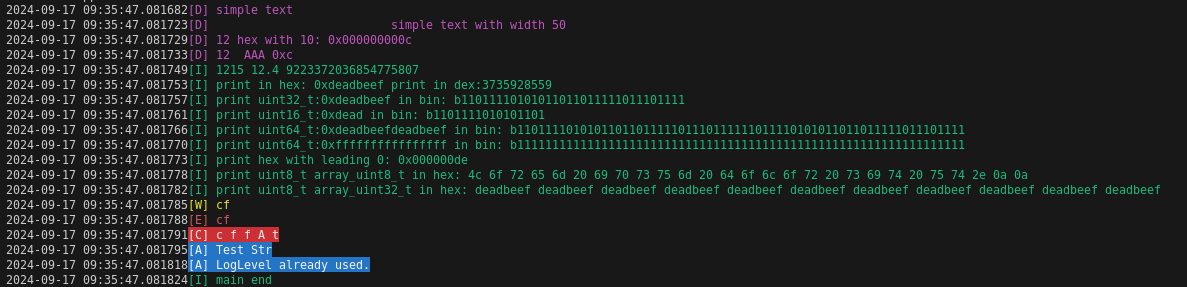 2024-09-17 09:35:47.081682[D] simple text
2024-09-17 09:35:47.081723[D]                          simple text with width 50
2024-09-17 09:35:47.081729[D] 12 hex with 10: 0x000000000c
2024-09-17 09:35:47.081733[D] 12  AAA 0xc
2024-09-17 09:35:47.081749[I] 1215 12.4 9223372036854775807
2024-09-17 09:35:47.081753[I] print in hex: 0xdeadbeef print in dex:3735928559
2024-09-17 09:35:47.081757[I] print uint32_t:0xdeadbeef in bin: b11011110101011011011111011101111
2024-09-17 09:35:47.081761[I] print uint16_t:0xdead in bin: b1101111010101101
2024-09-17 09:35:47.081766[I] print uint64_t:0xdeadbeefdeadbeef in bin: b1101111010101101101111101110111111011110101011011011111011101111
2024-09-17 09:35:47.081770[I] print uint64_t:0xffffffffffffffff in bin: b1111111111111111111111111111111111111111111111111111111111111111
2024-09-17 09:35:47.081773[I] print hex with leading 0: 0x000000de
2024-09-17 09:35:47.081778[I] print uint8_t array_uint8_t in hex: 4c 6f 72 65 6d 20 69 70 73 75 6d 20 64 6f 6c 6f 72 20 73 69 74 20 75 74 2e 0a 0a
2024-09-17 09:35:47.081782[I] print uint8_t array_uint32_t in hex: deadbeef deadbeef deadbeef deadbeef deadbeef deadbeef deadbeef deadbeef deadbeef deadbeef deadbeef
2024-09-17 09:35:47.081785[W] cf
2024-09-17 09:35:47.081788[E] cf
2024-09-17 09:35:47.081791[C] c f f A t
2024-09-17 09:35:47.081795[A] Test Str
2024-09-17 09:35:47.081818[A] LogLevel already used.
2024-09-17 09:35:47.081824[I] main end